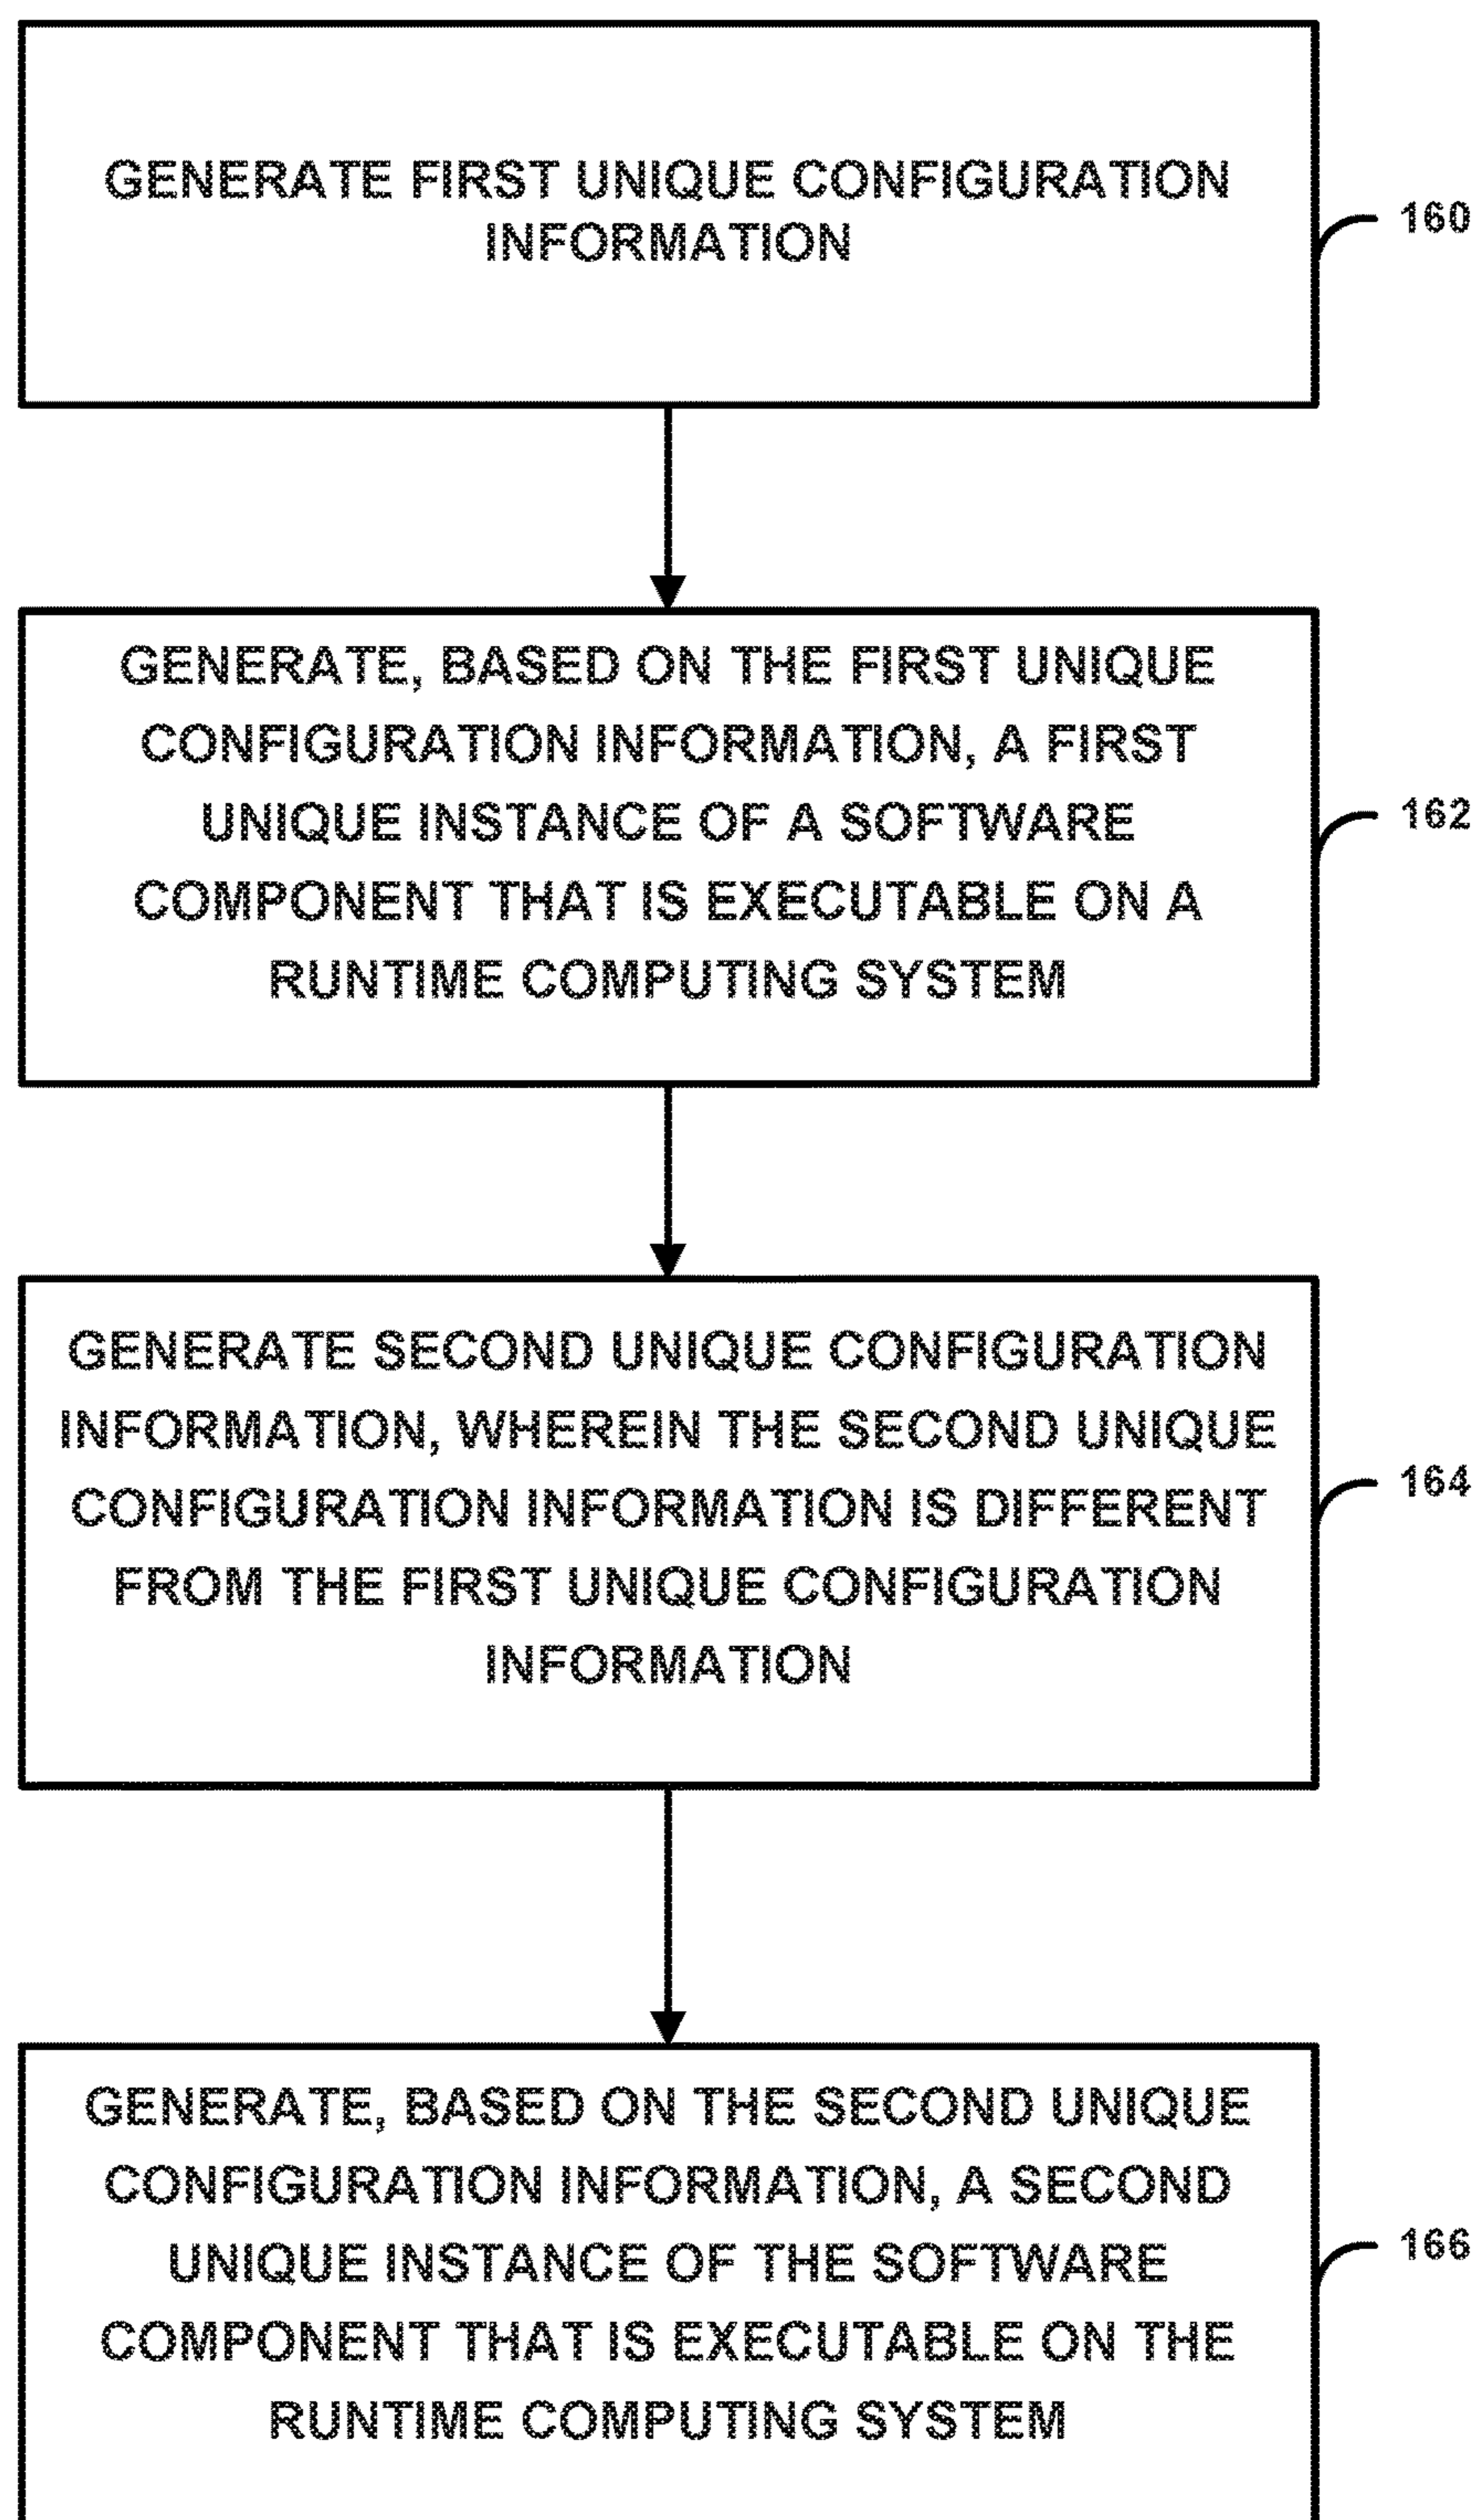 GENERATE FIRST UNIQUE CONFIGURATION
INFORMATION
160
GENERATE, BASED ON THE FIRST UNIQUE
CONFIGURATION INFORMATION, A FIRST
UNIQUE INSTANCE OF A SOFTWARE
COMPONENT THAT IS EXECUTABLE ON A
RUNTIME COMPUTING SYSTEM
162
GENERATE SECOND UNIQUE CONFIGURATION
INFORMATION, WHEREIN THE SECOND UNIQUE
CONFIGURATION INFORMATION IS DIFFERENT
FROM THE FIRST UNIQUE CONFIGURATION
INFORMATION
164
GENERATE, BASED ON THE SECOND UNIQUE
CONFIGURATION INFORMATION, A SECOND
UNIQUE INSTANCE OF THE SOFTWARE
COMPONENT THAT IS EXECUTABLE ON THE
RUNTIME COMPUTING SYSTEM
166